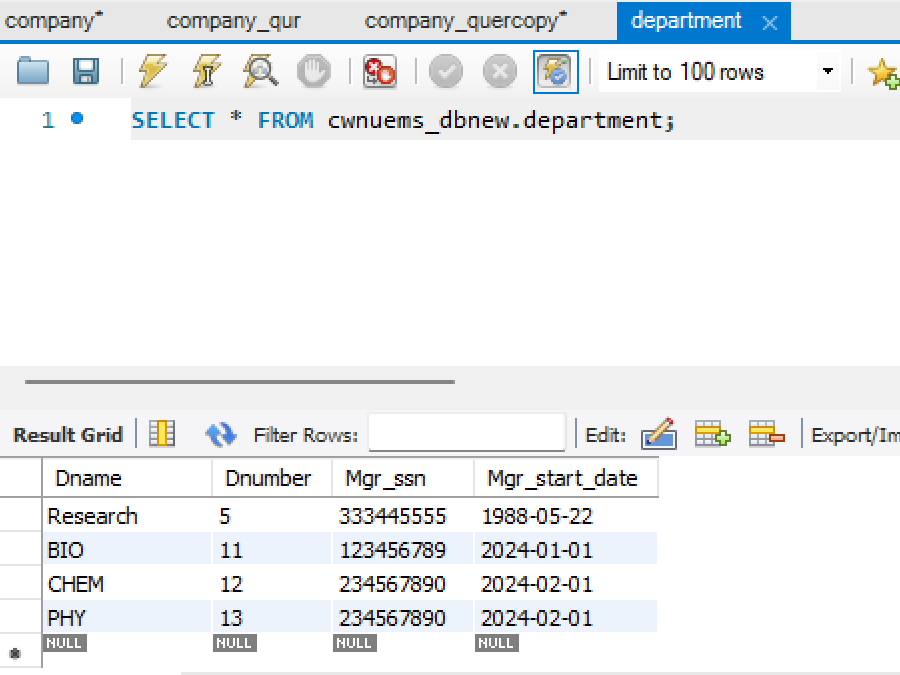 company* company_qur company_quercopy* department
Limit to 100 rows
1 SELECT * FROM cwnuems_dbnew.department;
Result Grid Filter Rows: Edit: Export/Im
Dname Dnumber Mgr_ssn Mgr_start_date
Research 5 333445555 1988-05-22
BIO 11 123456789 2024-01-01
CHEM 12 234567890 2024-02-01
PHY 13 234567890 2024-02-01
NULL NULL NULL NULL